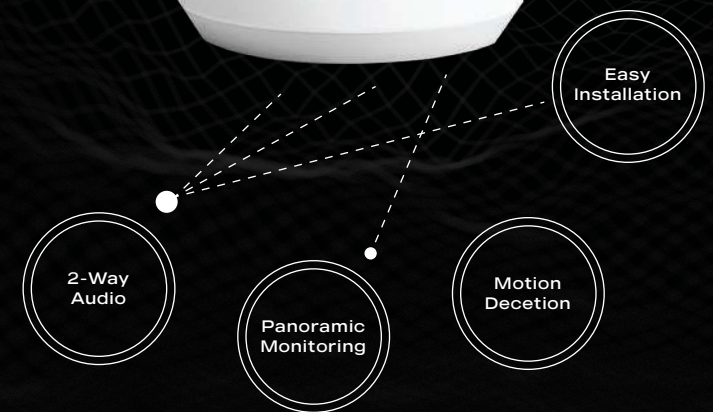 Easy
Installation
2-Way
Audio
Panoramic
Monitoring
Motion
Decetion